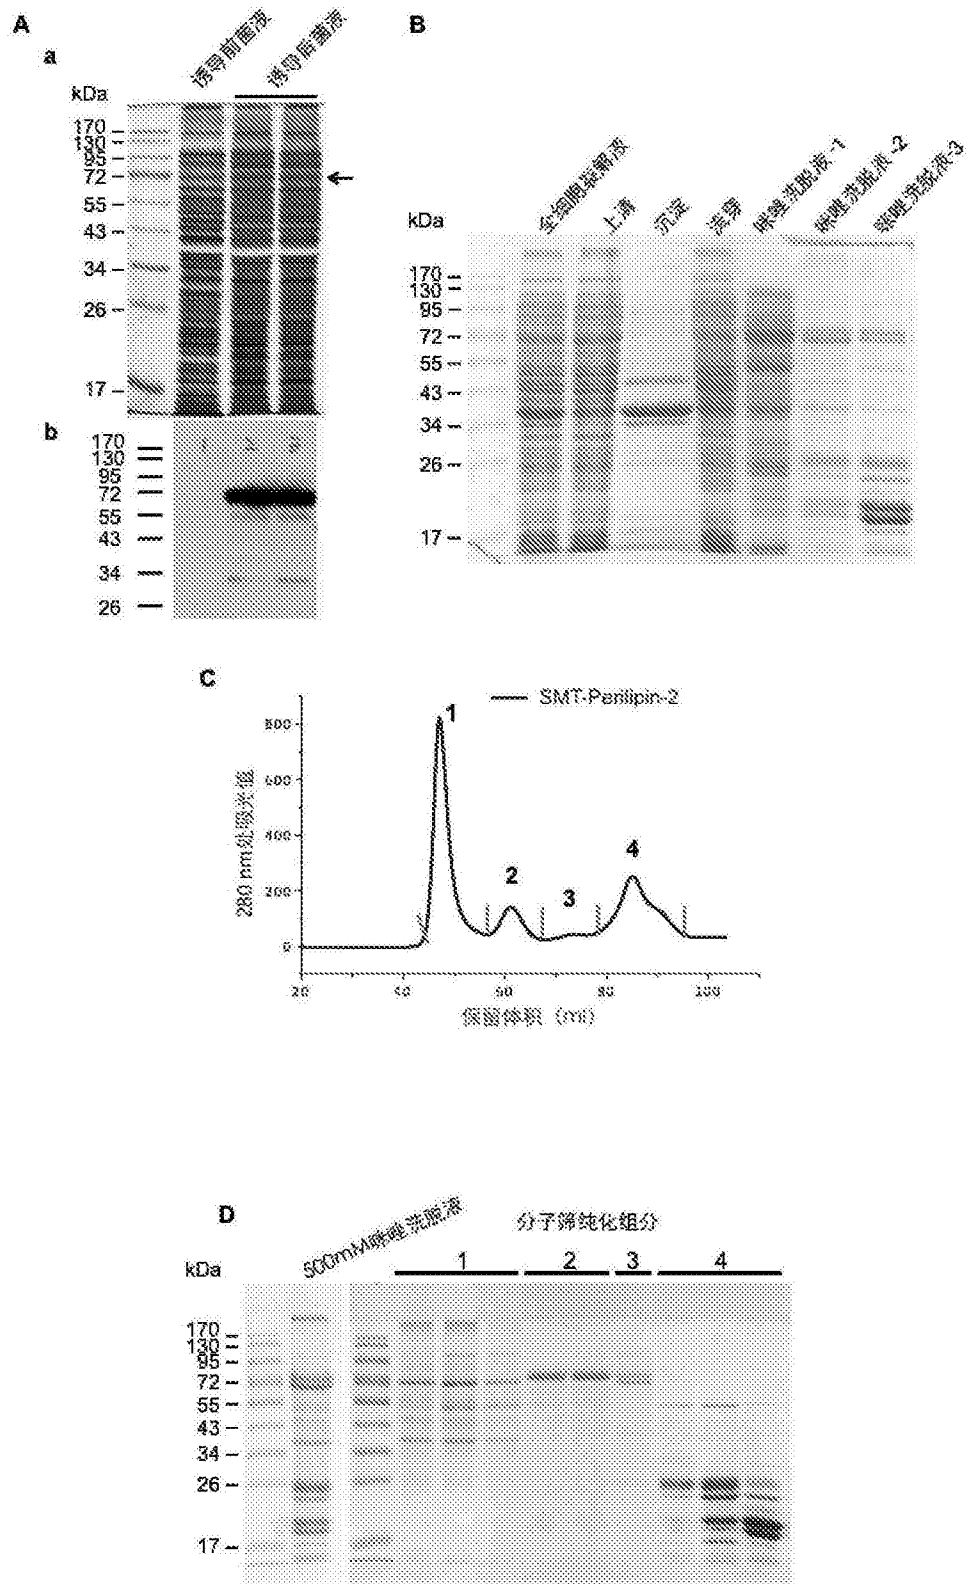 A
a
诱导前菌液
诱导后菌液
kDa
170
130
95
72
55
43
34
26
17
b
170
130
95
72
55
43
34
26
B
kDa
全细胞裂解液
上清
沉淀
流穿
咪唑洗脱液-1
咪唑洗脱液-2
咪唑洗脱液-3
170
130
95
72
55
43
34
26
17
C
SMT-Perilipin-2
280 nm处吸光值
800
600
400
200
0
1
2
3
4
20 40 60 80 100
保留体积 (ml)
D
500mM咪唑洗脱液
分子筛纯化组分
kDa
1 2 3 4
170
130
95
72
55
43
34
26
17